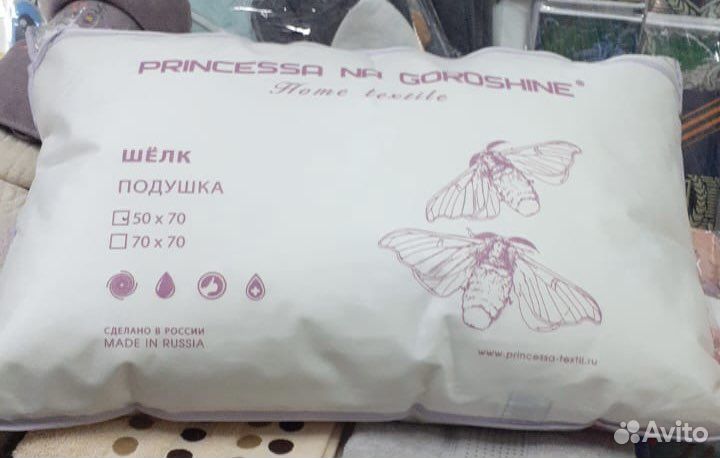 PRINCESSA NA GOROSHINE®
Home textile
ШЁЛК
ПОДУШКА
50 x 70
70 x 70
СДЕЛАНО В РОССИИ
MADE IN RUSSIA
www.princessa-textil.ru
Avito